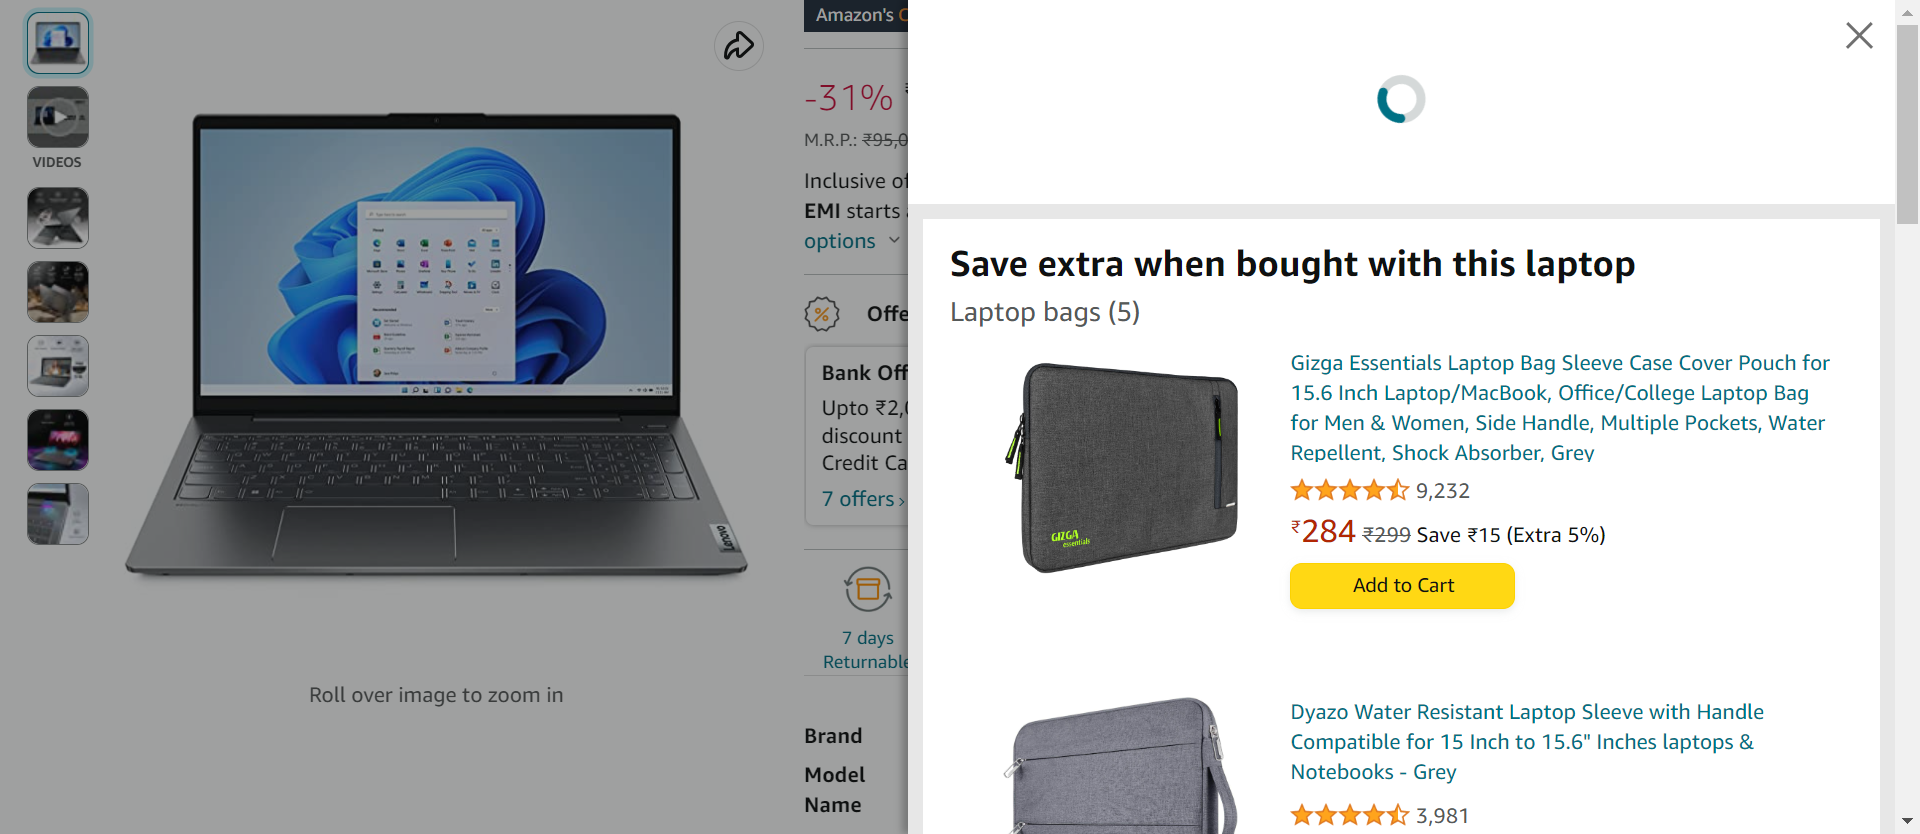 VIDEOS
Roll over image to zoom in
Lenovo
Amazon's
-31%
M.R.P.: ₹95,0
Inclusive of
EMI starts
options
Offe
Bank Off
Upto ₹2,0
discount
Credit Ca
7 offers ›
7 days
Returnable
Brand
Model
Name
Save extra when bought with this laptop
Laptop bags (5)
GIZGA
essentials
Gizga Essentials Laptop Bag Sleeve Case Cover Pouch for
15.6 Inch Laptop/MacBook, Office/College Laptop Bag
for Men & Women, Side Handle, Multiple Pockets, Water
Repellent, Shock Absorber, Grey
9,232
₹284 ₹299 Save ₹15 (Extra 5%)
Add to Cart
Dyazo Water Resistant Laptop Sleeve with Handle
Compatible for 15 Inch to 15.6" Inches laptops &
Notebooks - Grey
3,981